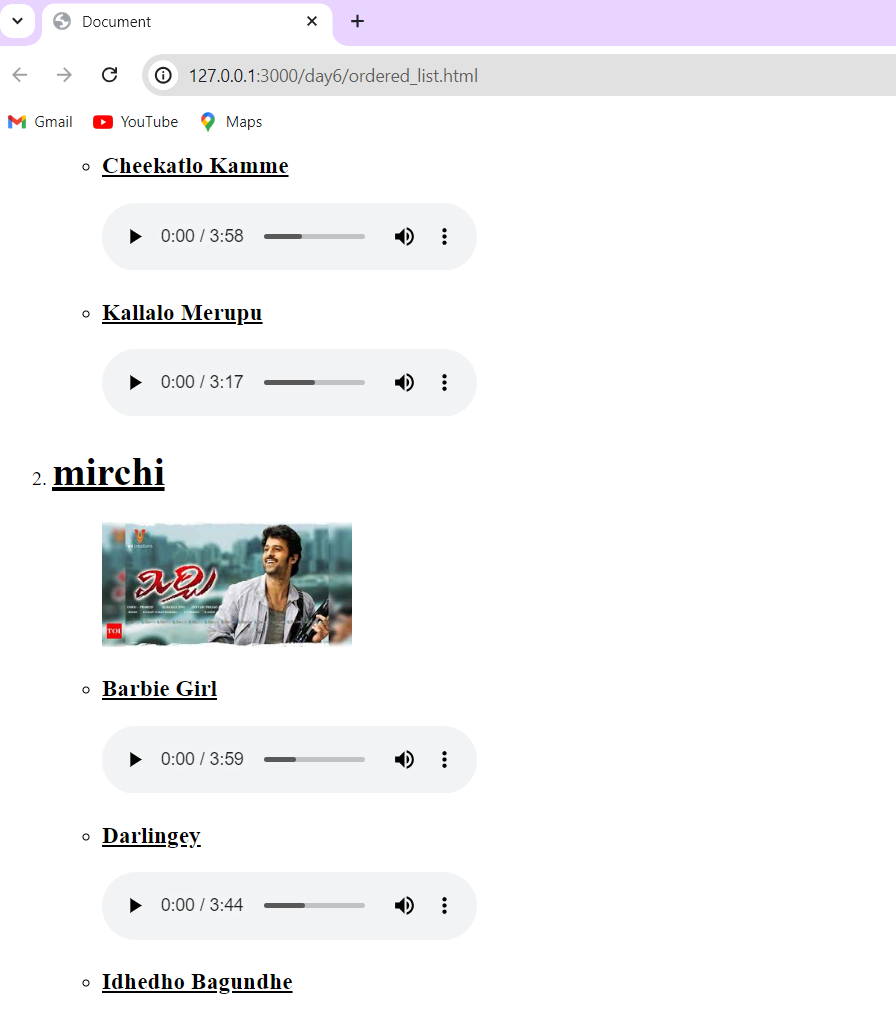 Document
127.0.0.1:3000/day6/ordered_list.html
Gmail YouTube Maps
Cheekatlo Kamme
0:00 / 3:58
Kallalo Merupu
0:00 / 3:17
2. mirchi
మిర్చి
TOI
Barbie Girl
0:00 / 3:59
Darlingey
0:00 / 3:44
Idhedho Bagundhe